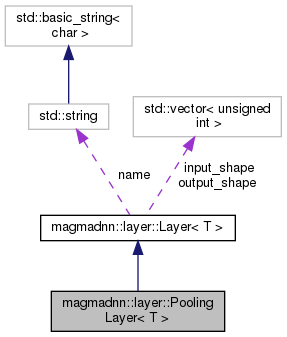 std::basic_string<
char >
std::string
std::vector< unsigned
int >
name
input_shape
output_shape
magmadnn::layer::Layer< T >
magmadnn::layer::Pooling
Layer< T >